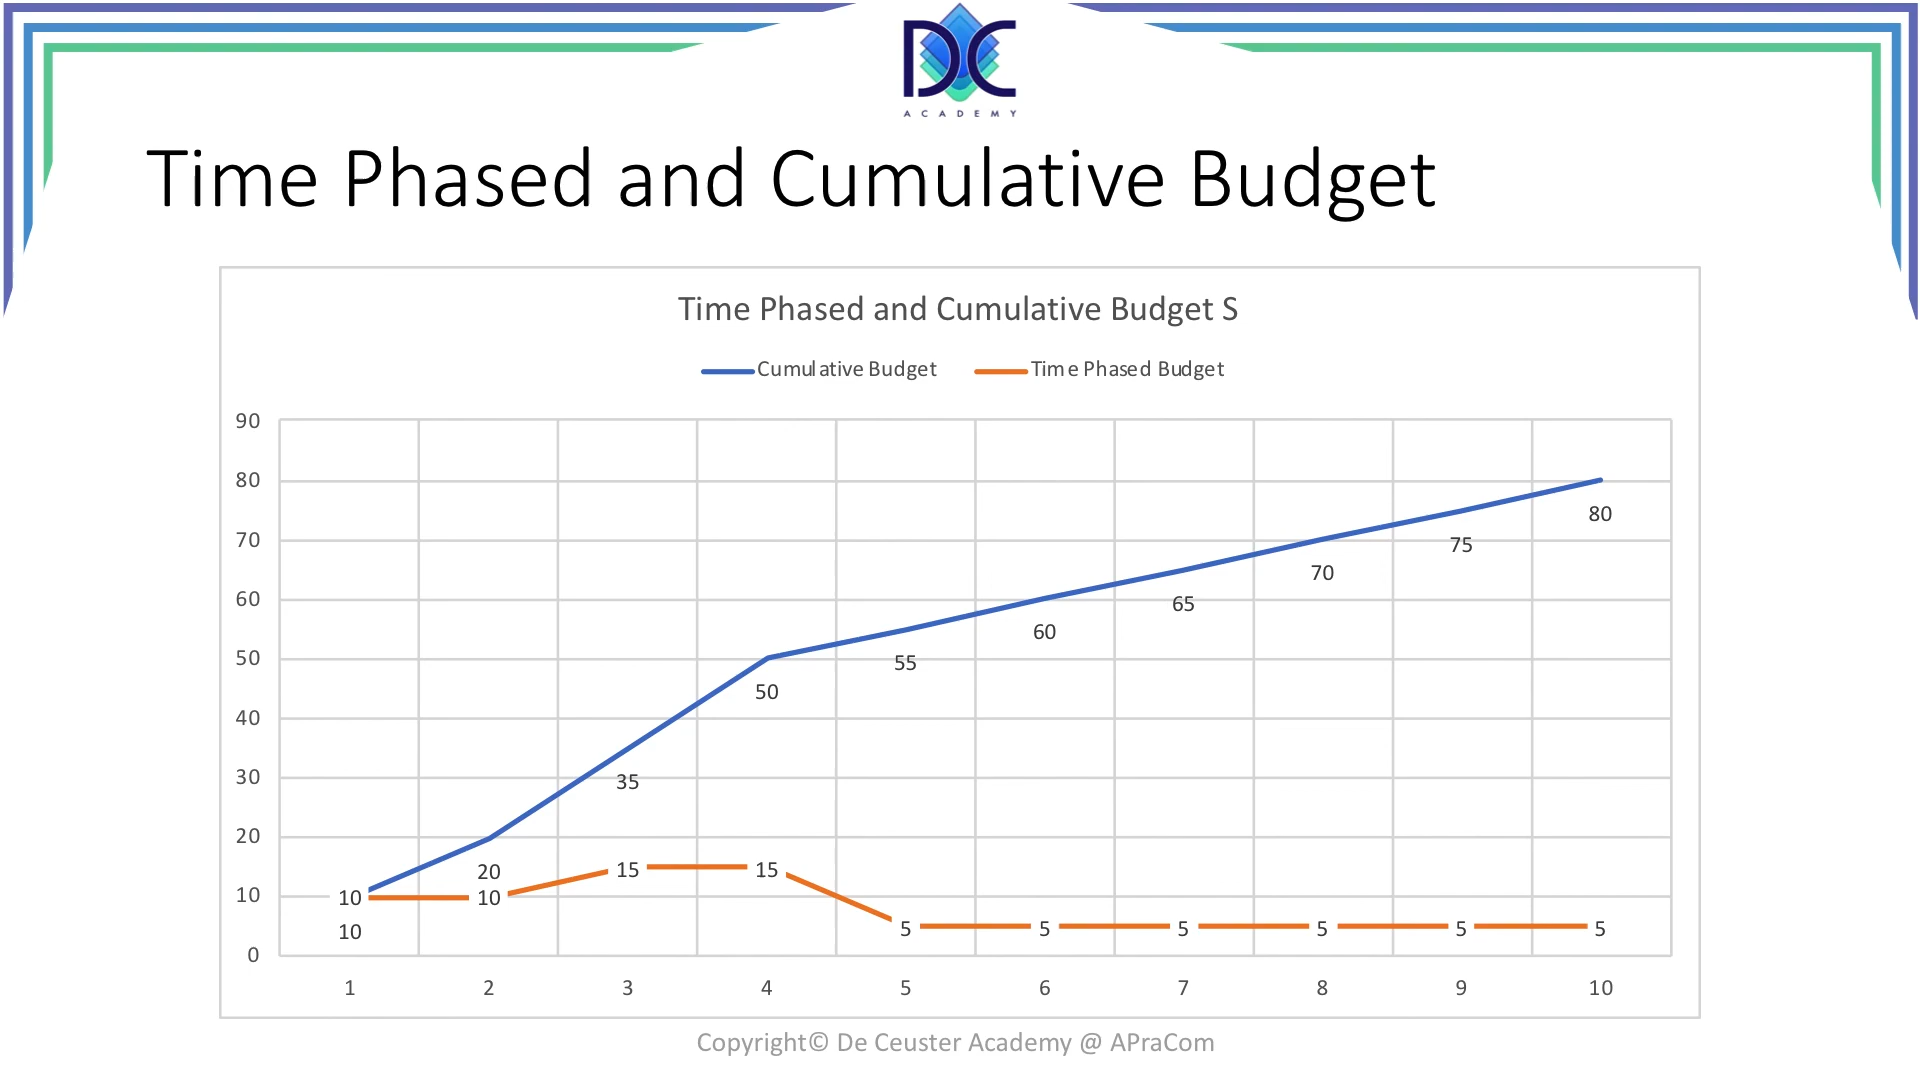 DC
ACADEMY
Time Phased and Cumulative Budget
Time Phased and Cumulative Budget S
Cumulative Budget Time Phased Budget
90
80
80
70
75
70
60
65
60
50
55
50
40
30
35
20
20
15 15
10
10 10
10
5 5 5 5 5 5
0
1 2 3 4 5 6 7 8 9 10
Copyright© De Ceuster Academy @ APraCom